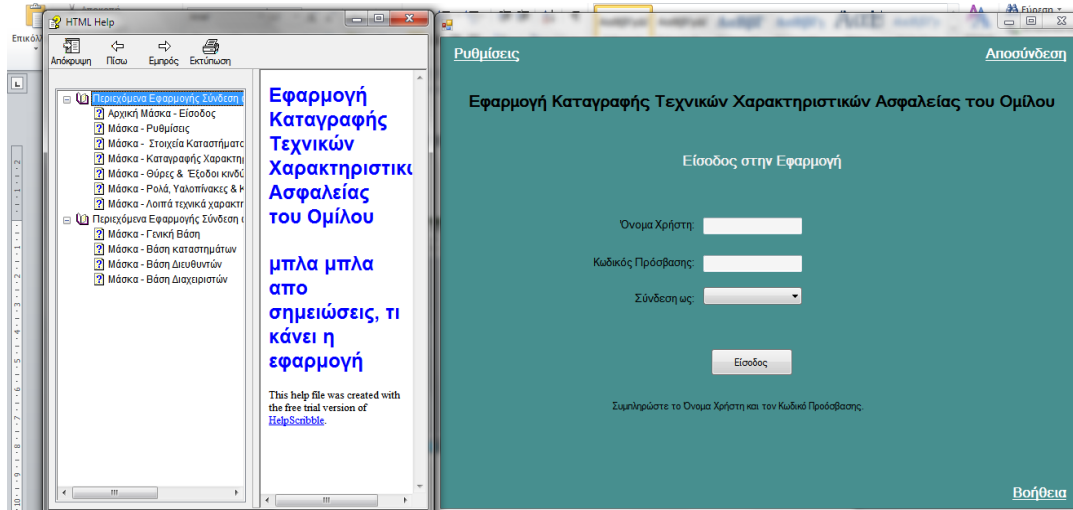 HTML Help
Απόκρυψη Πίσω Εμπρός Εκτύπωση
Περιεχόμενα Εφαρμογής Σύνδεση
Αρχική Μάσκα - Είσοδος
Μάσκα - Ρυθμίσεις
Μάσκα - Στοιχεία Καταστήματο
Μάσκα - Καταγραφής Χαρακτη
Μάσκα - Θύρες & Έξοδοι κινδύ
Μάσκα - Ρολά, Υαλοπίνακες & Κ
Μάσκα - Λοιπά τεχνικά χαρακτ
Περιεχόμενα Εφαρμογής Σύνδεση
Μάσκα - Γενική Βάση
Μάσκα - Βάση καταστημάτων
Μάσκα - Βάση Διευθυντών
Μάσκα - Βάση Διαχειριστών
Εφαρμογή
Καταγραφής
Τεχνικών
Χαρακτηριστικώ
Ασφαλείας
του Ομίλου
μπλα μπλα
απο
σημειώσεις, τι
κάνει η
εφαρμογή
This help file was created with
the free trial version of
HelpScribble.
Εύρεση
Ρυθμίσεις
Αποσύνδεση
Εφαρμογή Καταγραφής Τεχνικών Χαρακτηριστικών Ασφαλείας του Ομίλου
Είσοδος στην Εφαρμογή
Όνομα Χρήστη:
Κωδικός Πρόσβασης:
Σύνδεση ως:
Είσοδος
Συμπληρώστε το Όνομα Χρήστη και τον Κωδικό Προόσβασης.
Βοήθεια